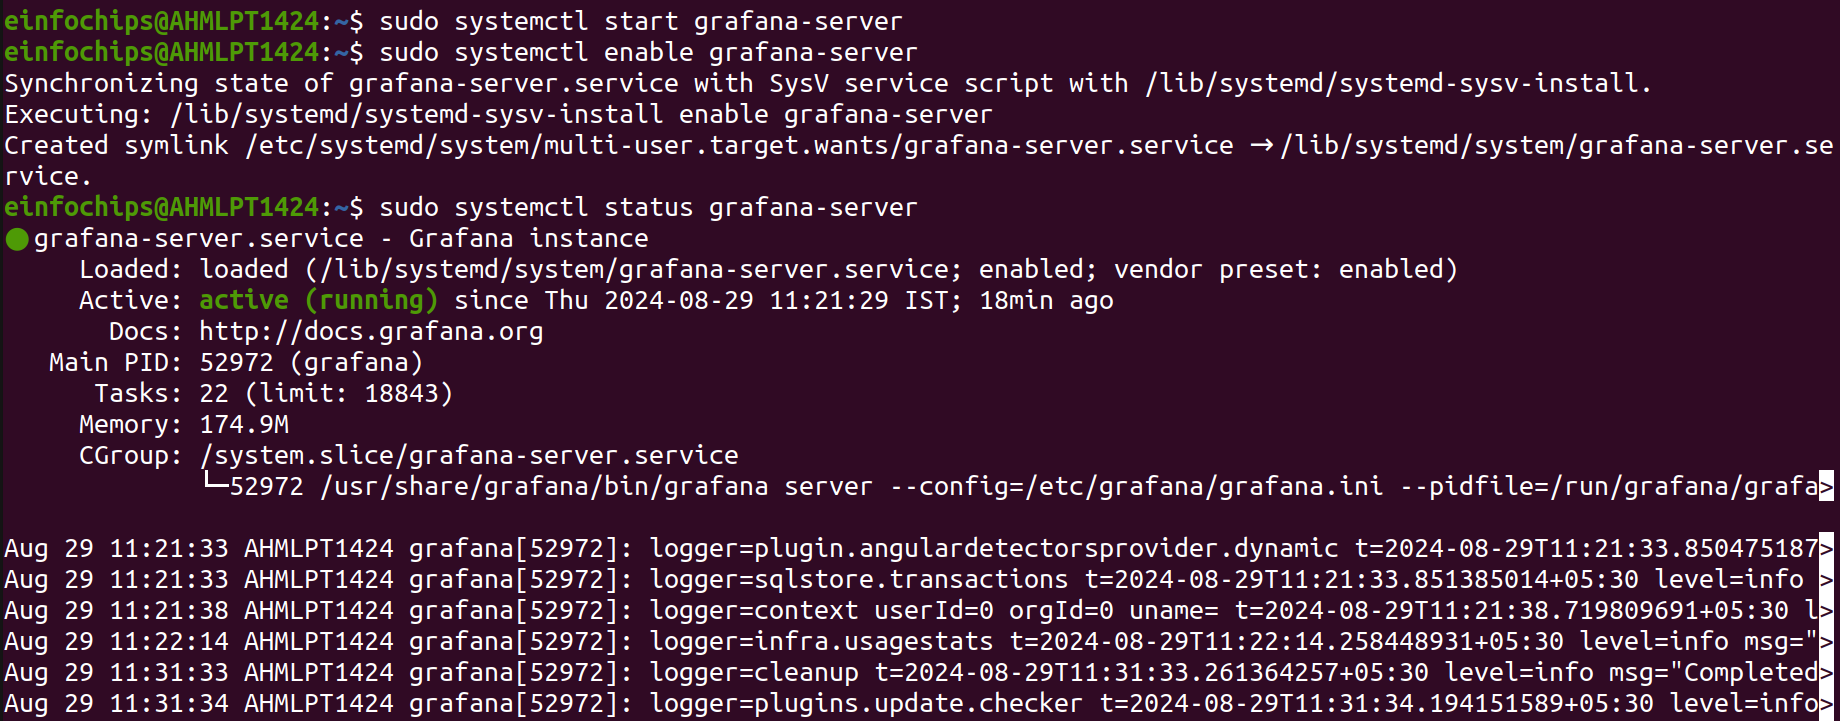 einfochips@AHMLPT1424:~$ sudo systemctl start grafana-server
einfochips@AHMLPT1424:~$ sudo systemctl enable grafana-server
Synchronizing state of grafana-server.service with SysV service script with /lib/systemd/systemd-sysv-install.
Executing: /lib/systemd/systemd-sysv-install enable grafana-server
Created symlink /etc/systemd/system/multi-user.target.wants/grafana-server.service → /lib/systemd/system/grafana-server.se
rvice.
einfochips@AHMLPT1424:~$ sudo systemctl status grafana-server
● grafana-server.service - Grafana instance
     Loaded: loaded (/lib/systemd/system/grafana-server.service; enabled; vendor preset: enabled)
     Active: active (running) since Thu 2024-08-29 11:21:29 IST; 18min ago
       Docs: http://docs.grafana.org
   Main PID: 52972 (grafana)
      Tasks: 22 (limit: 18843)
     Memory: 174.9M
     CGroup: /system.slice/grafana-server.service
             └─52972 /usr/share/grafana/bin/grafana server --config=/etc/grafana/grafana.ini --pidfile=/run/grafana/grafa>
Aug 29 11:21:33 AHMLPT1424 grafana[52972]: logger=plugin.angulardetectorsprovider.dynamic t=2024-08-29T11:21:33.850475187>
Aug 29 11:21:33 AHMLPT1424 grafana[52972]: logger=sqlstore.transactions t=2024-08-29T11:21:33.851385014+05:30 level=info >
Aug 29 11:21:38 AHMLPT1424 grafana[52972]: logger=context userId=0 orgId=0 uname= t=2024-08-29T11:21:38.719809691+05:30 l>
Aug 29 11:22:14 AHMLPT1424 grafana[52972]: logger=infra.usagestats t=2024-08-29T11:22:14.258448931+05:30 level=info msg=">
Aug 29 11:31:33 AHMLPT1424 grafana[52972]: logger=cleanup t=2024-08-29T11:31:33.261364257+05:30 level=info msg="Completed>
Aug 29 11:31:34 AHMLPT1424 grafana[52972]: logger=plugins.update.checker t=2024-08-29T11:31:34.194151589+05:30 level=info>